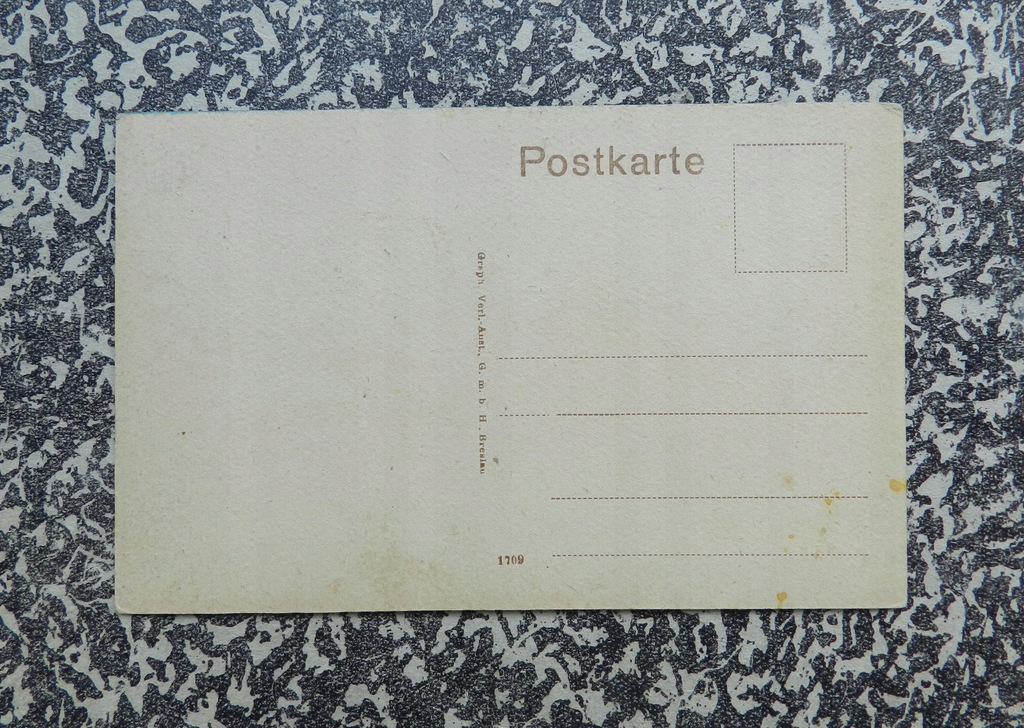 Postkarte
Graph. Verl.-Anst., G. m. b. H. Breslau
1709